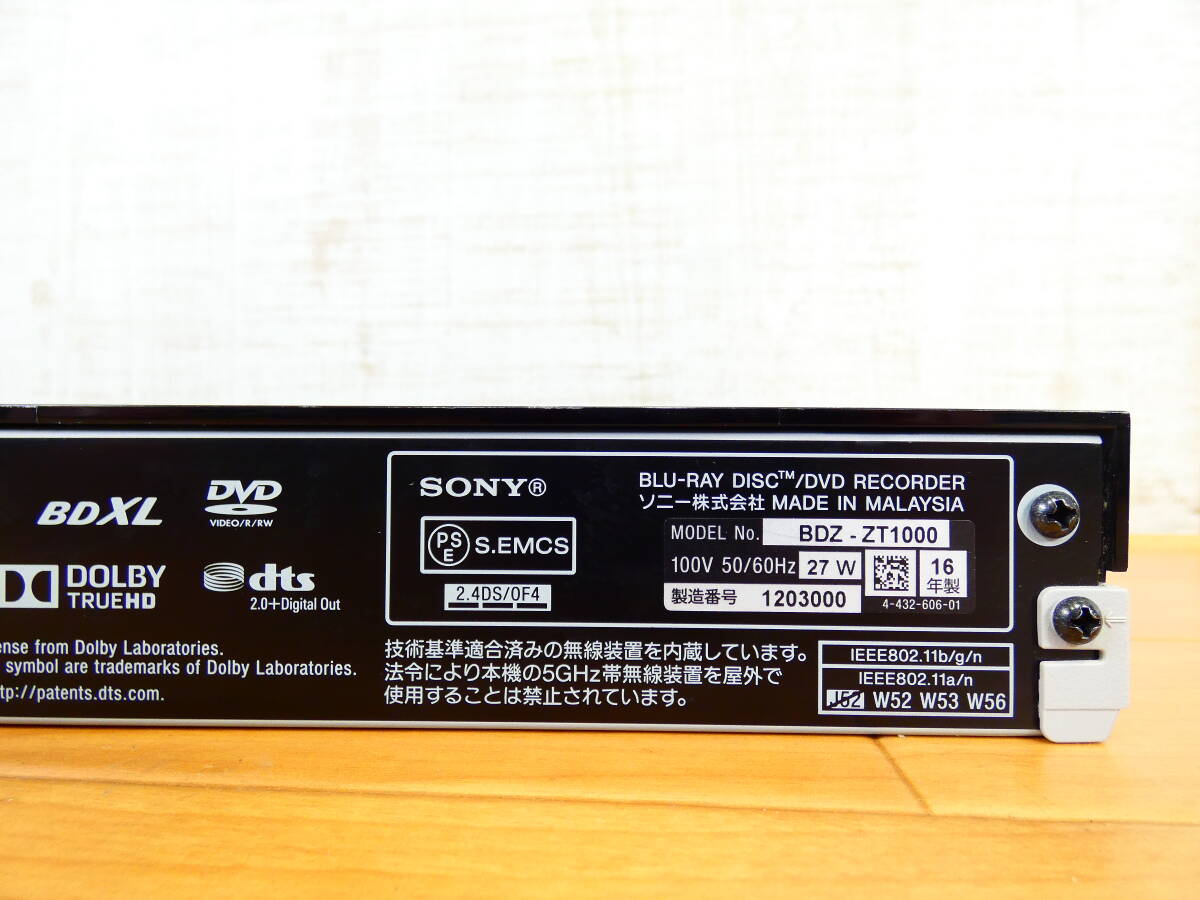 BDXL
DVD
VIDEO/R/RW
DOLBY
TRUEHD
dts
2.0+Digital Out
ense from Dolby Laboratories.
symbol are trademarks of Dolby Laboratories.
ttp://patents.dts.com.
SONY®
PS
E
S.EMCS
2.4DS/OF4
BLU-RAY DISC™/DVD RECORDER
ソニー株式会社 MADE IN MALAYSIA
MODEL No. BDZ - ZT1000
100V 50/60Hz 27 W
16
年製
製造番号 1203000
4-432-606-01
技術基準適合済みの無線装置を内蔵しています。
法令により本機の5GHz帯無線装置を屋外で
使用することは禁止されています。
IEEE802.11b/g/n
IEEE802.11a/n
J52 W52 W53 W56